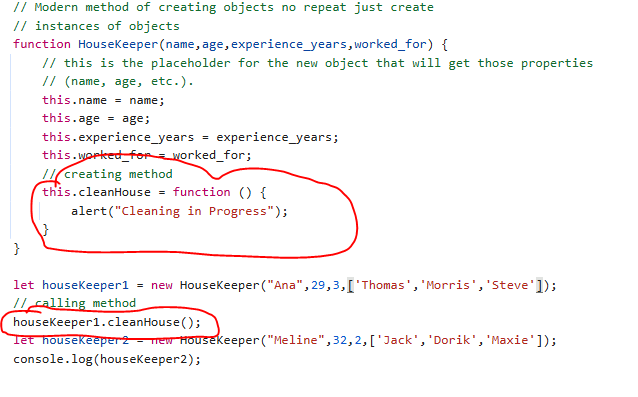 // Modern method of creating objects no repeat just create
// instances of objects
function HouseKeeper(name,age,experience_years,worked_for) {
// this is the placeholder for the new object that will get those properties
// (name, age, etc.).
this.name = name;
this.age = age;
this.experience_years = experience_years;
this.worked_for = worked_for;
// creating method
this.cleanHouse = function () {
alert("Cleaning in Progress");
}
}
let houseKeeper1 = new HouseKeeper("Ana",29,3,['Thomas','Morris','Steve']);
// calling method
houseKeeper1.cleanHouse();
let houseKeeper2 = new HouseKeeper("Meline",32,2,['Jack','Dorik','Maxie']);
console.log(houseKeeper2);